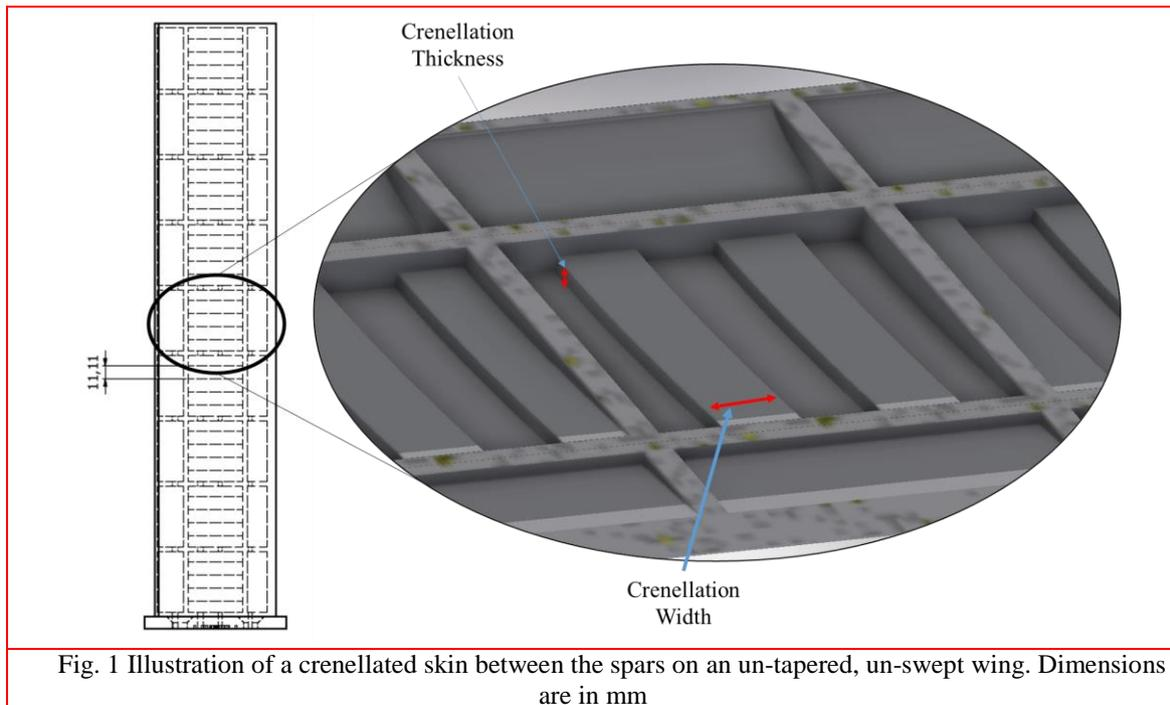 Crenellation
Thickness
11,11
Crenellation
Width
Fig. 1 Illustration of a crenellated skin between the spars on an un-tapered, un-swept wing. Dimensions
are in mm